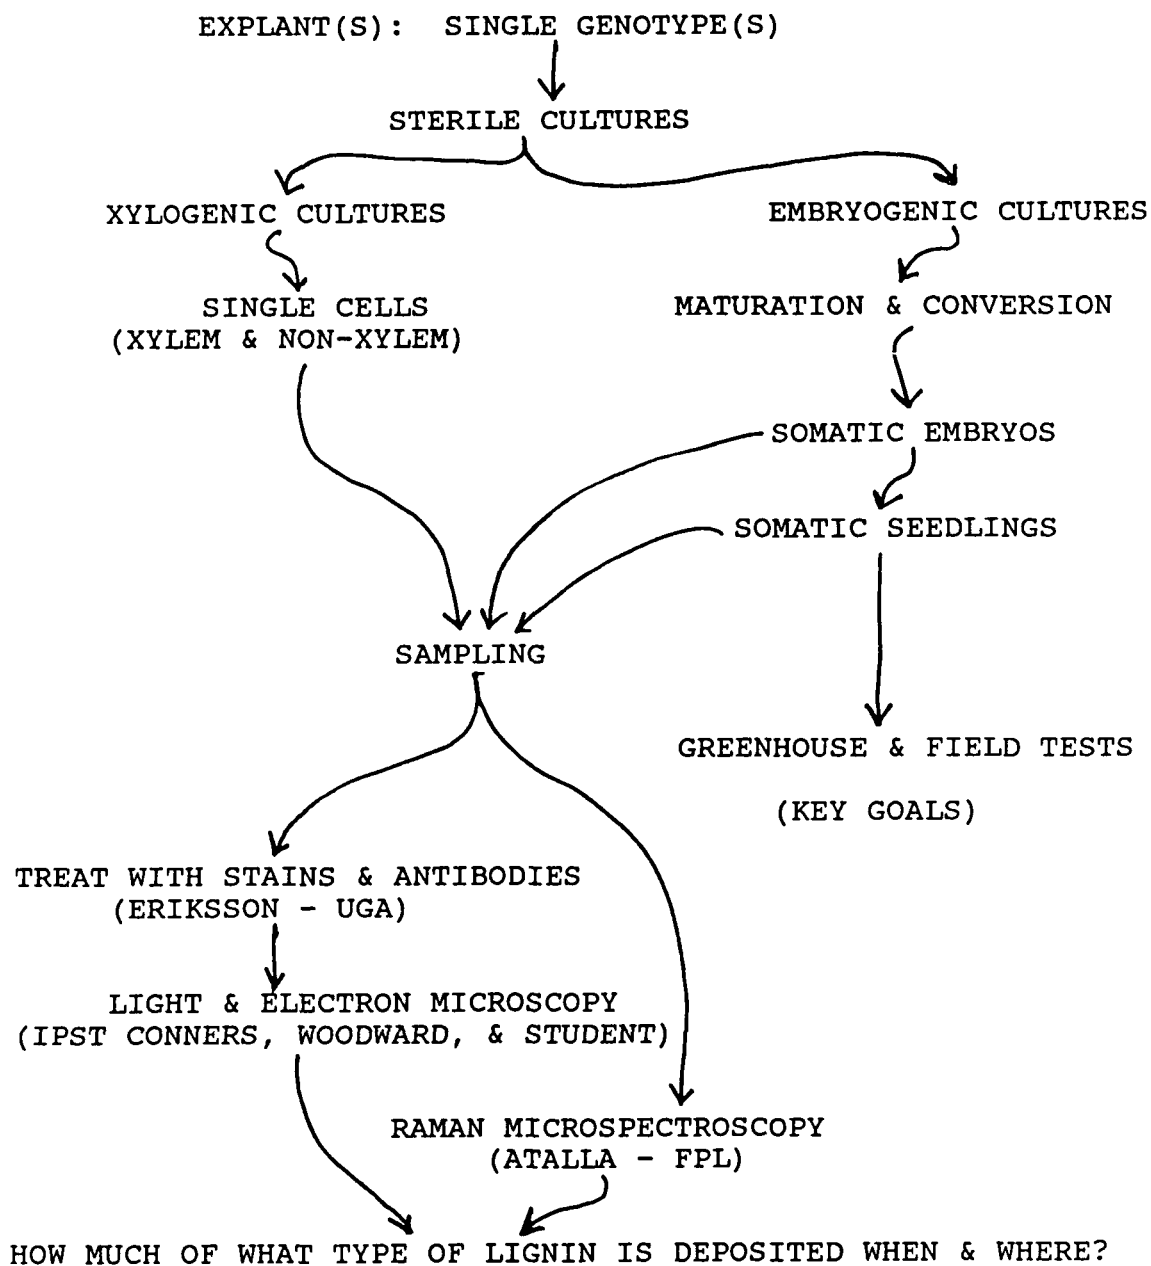 EXPLANT(S): SINGLE GENOTYPE(S)
STERILE CULTURES
XYLOGENIC CULTURES
EMBRYOGENIC CULTURES
SINGLE CELLS
(XYLEM & NON-XYLEM)
MATURATION & CONVERSION
SOMATIC EMBRYOS
SOMATIC SEEDLINGS
SAMPLING
GREENHOUSE & FIELD TESTS
(KEY GOALS)
TREAT WITH STAINS & ANTIBODIES
(ERIKSSON - UGA)
LIGHT & ELECTRON MICROSCOPY
(IPST CONNERS, WOODWARD, & STUDENT)
RAMAN MICROSPECTROSCOPY
(ATALLA - FPL)
HOW MUCH OF WHAT TYPE OF LIGNIN IS DEPOSITED WHEN & WHERE?